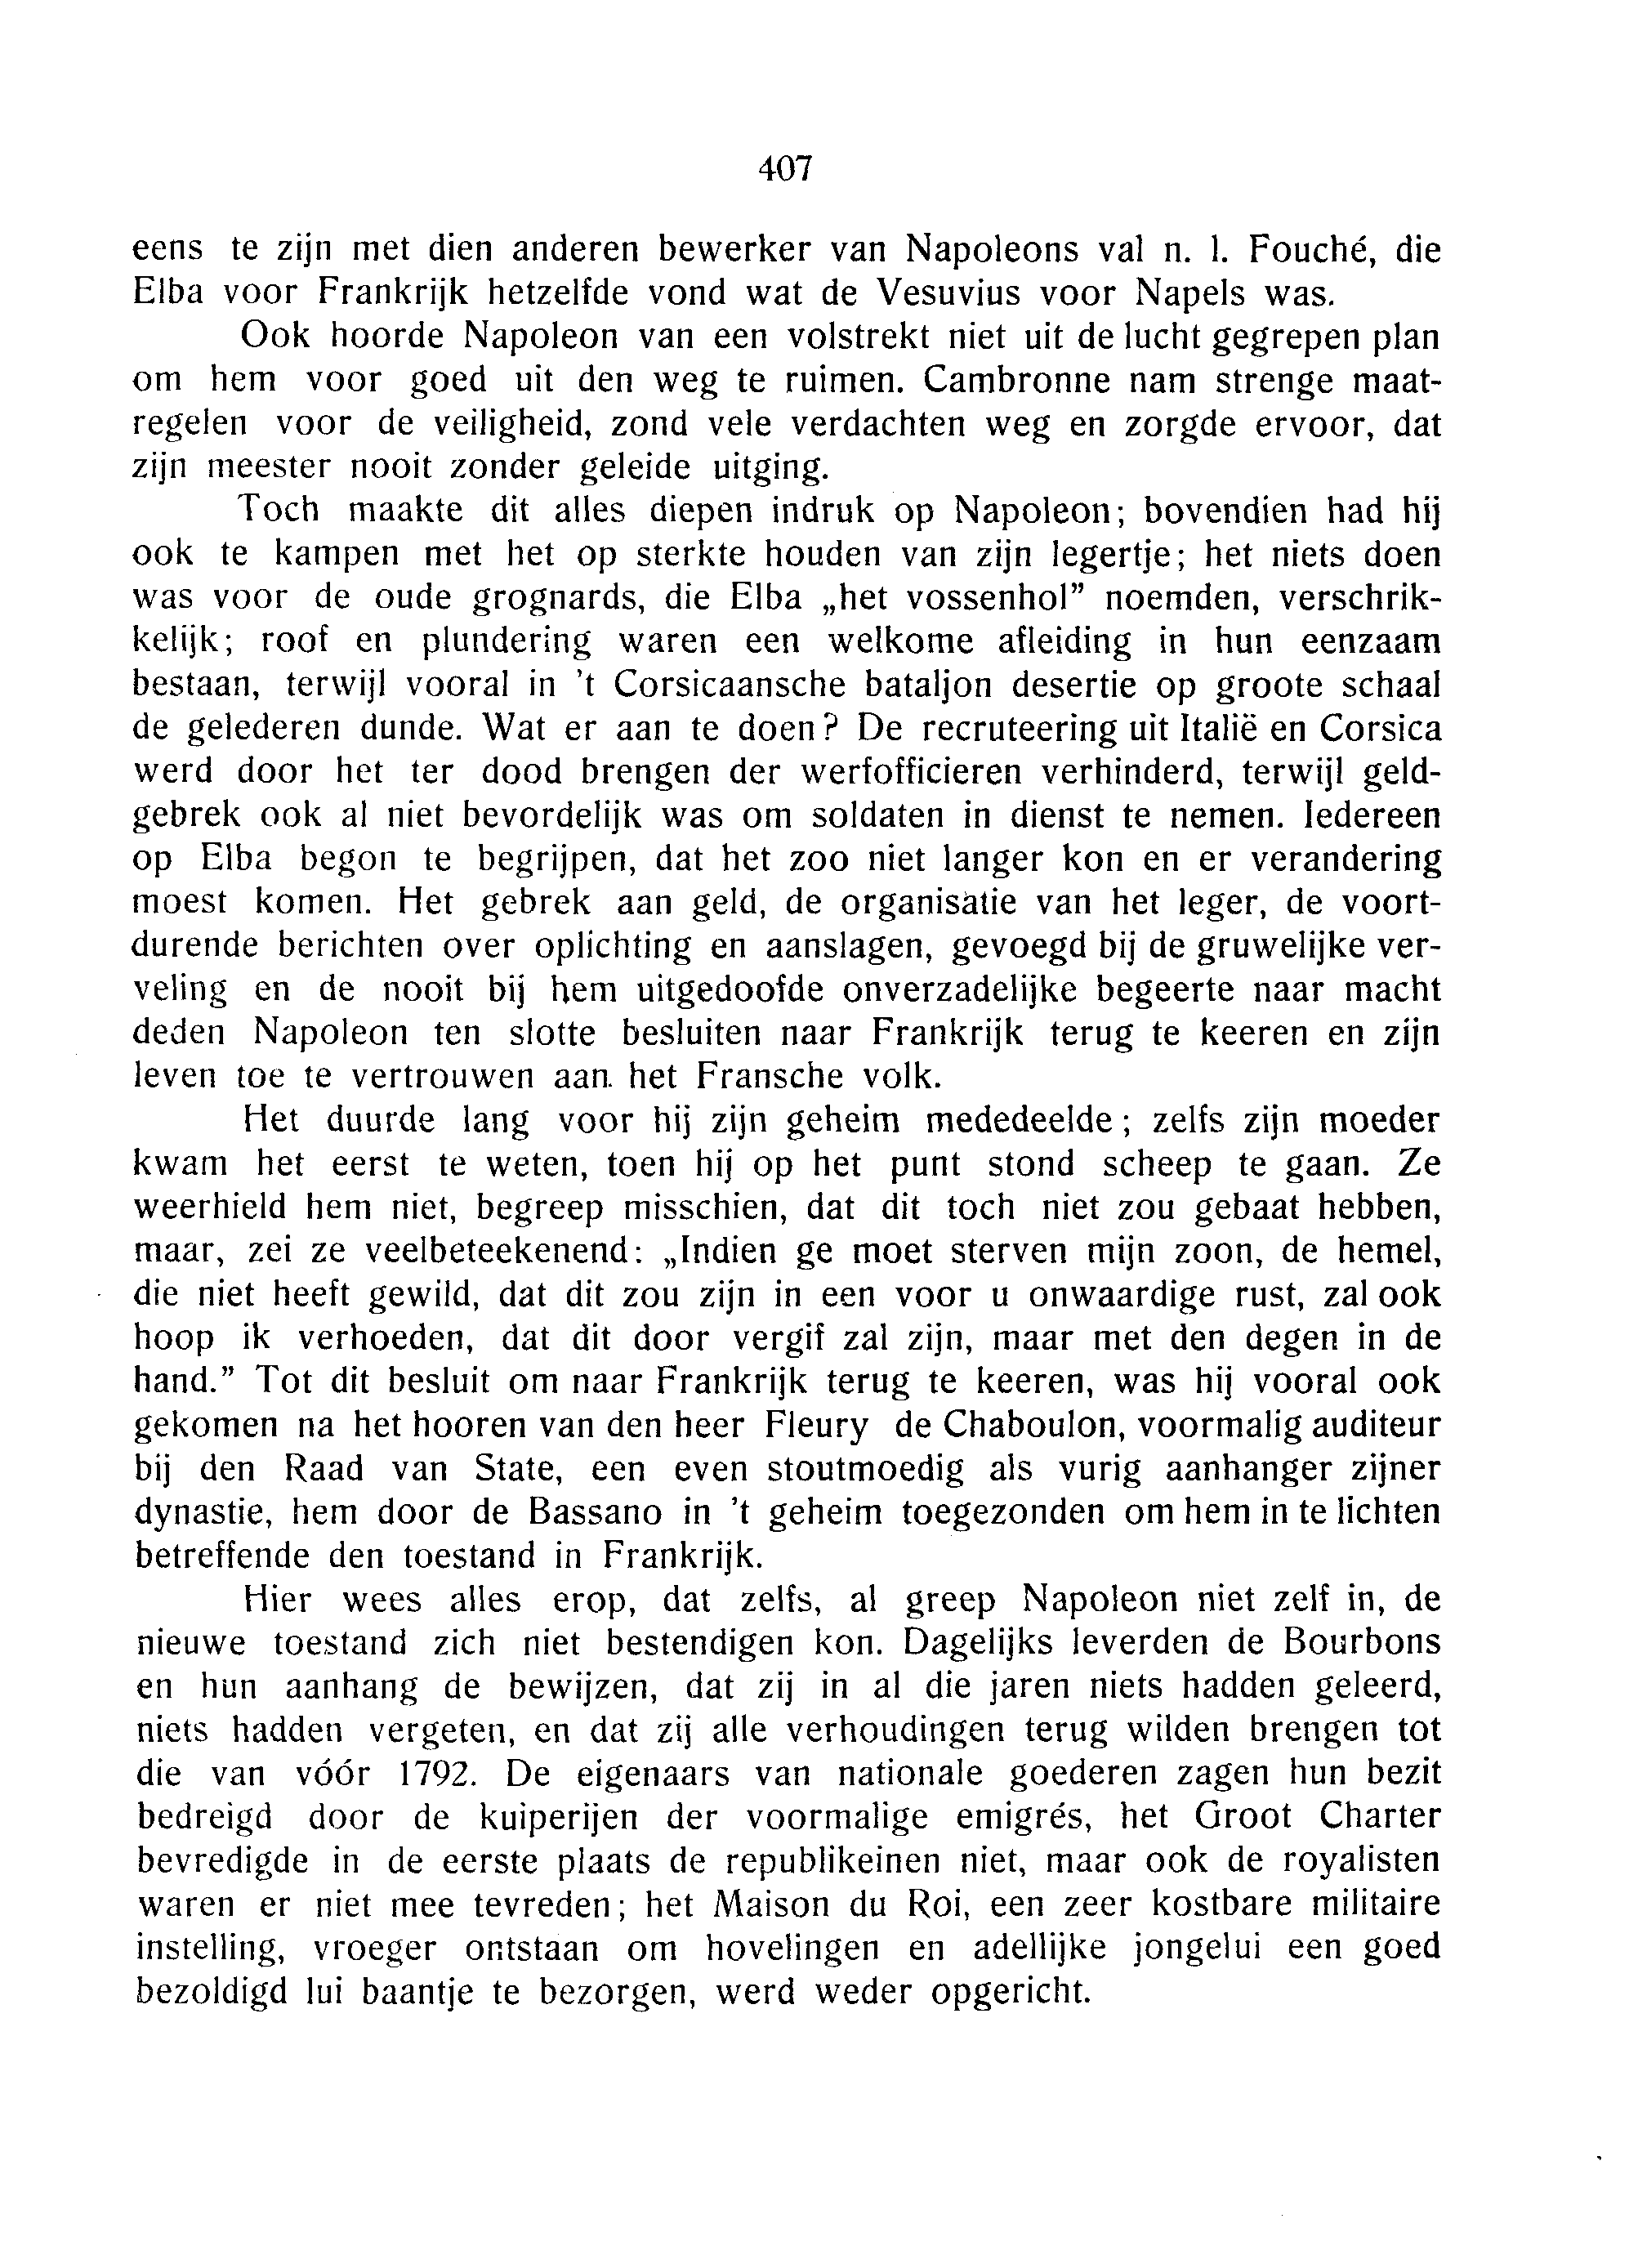 407
eens te zijn met dien anderen bewerker van Napoleons val n. l. Fouché, die
Elba voor Frankrijk hetzelfde vond wat de Vesuvius voor Napels was.
Ook hoorde Napoleon van een volstrekt niet uit de lucht gegrepen plan
om hem voor goed uit den weg te ruimen. Cambronne nam strenge maat-
regelen voor de veiligheid, zond vele verdachten weg en zorgde ervoor, dat
zijn meester nooit zonder geleide uitging.
Toch maakte dit alles diepen indruk op Napoleon; bovendien had hij
ook te kampen met het op sterkte houden van zijn legertje; het niets doen
was voor de oude grognards, die Elba „het vossenhol” noemden, verschrik-
kelijk; roof en plundering waren een welkome afleiding in hun eenzaam
bestaan, terwijl vooral in ’t Corsicaansche bataljon desertie op groote schaal
de gelederen dunde. Wat er aan te doen? De recruteering uit Italië en Corsica
werd door het ter dood brengen der werfofficieren verhinderd, terwijl geld-
gebrek ook al niet bevordelijk was om soldaten in dienst te nemen. Iedereen
op Elba begon te begrijpen, dat het zoo niet langer kon en er verandering
moest komen. Het gebrek aan geld, de organisatie van het leger, de voort-
durende berichten over oplichting en aanslagen, gevoegd bij de gruwelijke ver-
veling en de nooit bij hem uitgedoofde onverzadelijke begeerte naar macht
deden Napoleon ten slotte besluiten naar Frankrijk terug te keeren en zijn
leven toe te vertrouwen aan het Fransche volk.
Het duurde lang voor hij zijn geheim mededeelde; zelfs zijn moeder
kwam het eerst te weten, toen hij op het punt stond scheep te gaan. Ze
weerhield hem niet, begreep misschien, dat dit toch niet zou gebaat hebben,
maar, zei ze veelbeteekenend: „Indien ge moet sterven mijn zoon, de hemel,
die niet heeft gewild, dat dit zou zijn in een voor u onwaardige rust, zal ook
hoop ik verhoeden, dat dit door vergif zal zijn, maar met den degen in de
hand.” Tot dit besluit om naar Frankrijk terug te keeren, was hij vooral ook
gekomen na het hooren van den heer Fleury de Chaboulon, voormalig auditeur
bij den Raad van State, een even stoutmoedig als vurig aanhanger zijner
dynastie, hem door de Bassano in ’t geheim toegezonden om hem in te lichten
betreffende den toestand in Frankrijk.
Hier wees alles erop, dat zelfs, al greep Napoleon niet zelf in, de
nieuwe toestand zich niet bestendigen kon. Dagelijks leverden de Bourbons
en hun aanhang de bewijzen, dat zij in al die jaren niets hadden geleerd,
niets hadden vergeten, en dat zij alle verhoudingen terug wilden brengen tot
die van vóór 1792. De eigenaars van nationale goederen zagen hun bezit
bedreigd door de kuiperijen der voormalige emigrés, het Groot Charter
bevredigde in de eerste plaats de republikeinen niet, maar ook de royalisten
waren er niet mee tevreden; het Maison du Roi, een zeer kostbare militaire
instelling, vroeger ontstaan om hovelingen en adellijke jongelui een goed
bezoldigd lui baantje te bezorgen, werd weder opgericht.